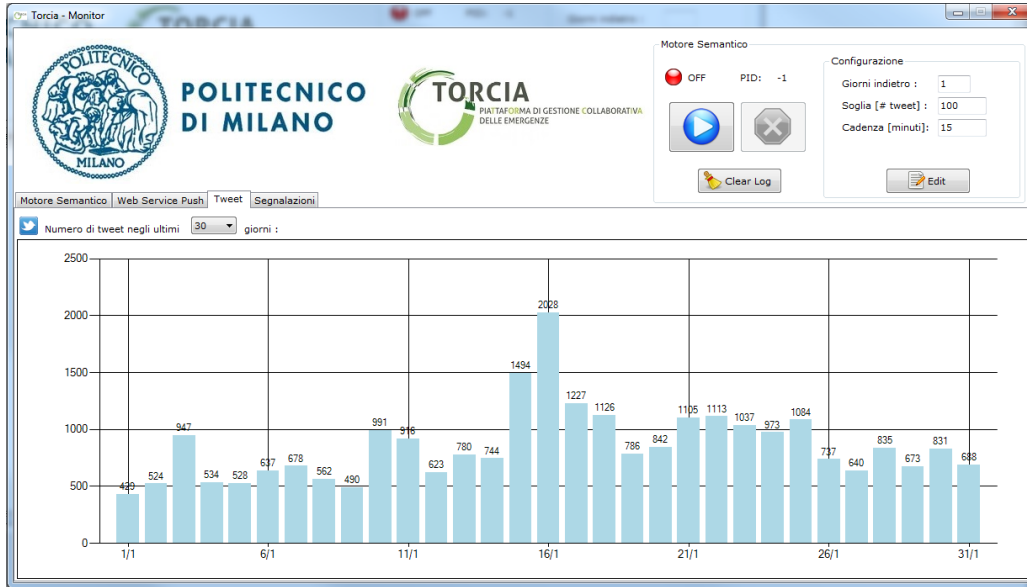 Torcia - Monitor
POLITECNICO
MILANO
POLITECNICO
DI MILANO
TORCIA
PIATTAFORMA DI GESTIONE COLLABORATIVA
DELLE EMERGENZE
Motore Semantico
OFF PID: -1
Clear Log
Configurazione
Giorni indietro : 1
Soglia [# tweet] : 100
Cadenza [minuti]: 15
Edit
Motore Semantico Web Service Push Tweet Segnalazioni
Numero di tweet negli ultimi 30 giorni :
2500
2000
1500
1000
500
0
429 524 947 534 528 637 678 562 490 991 916 623 780 744 1494 2028 1227 1126 786 842 1105 1113 1037 973 1084 737 640 835 673 831 688
1/1 6/1 11/1 16/1 21/1 26/1 31/1